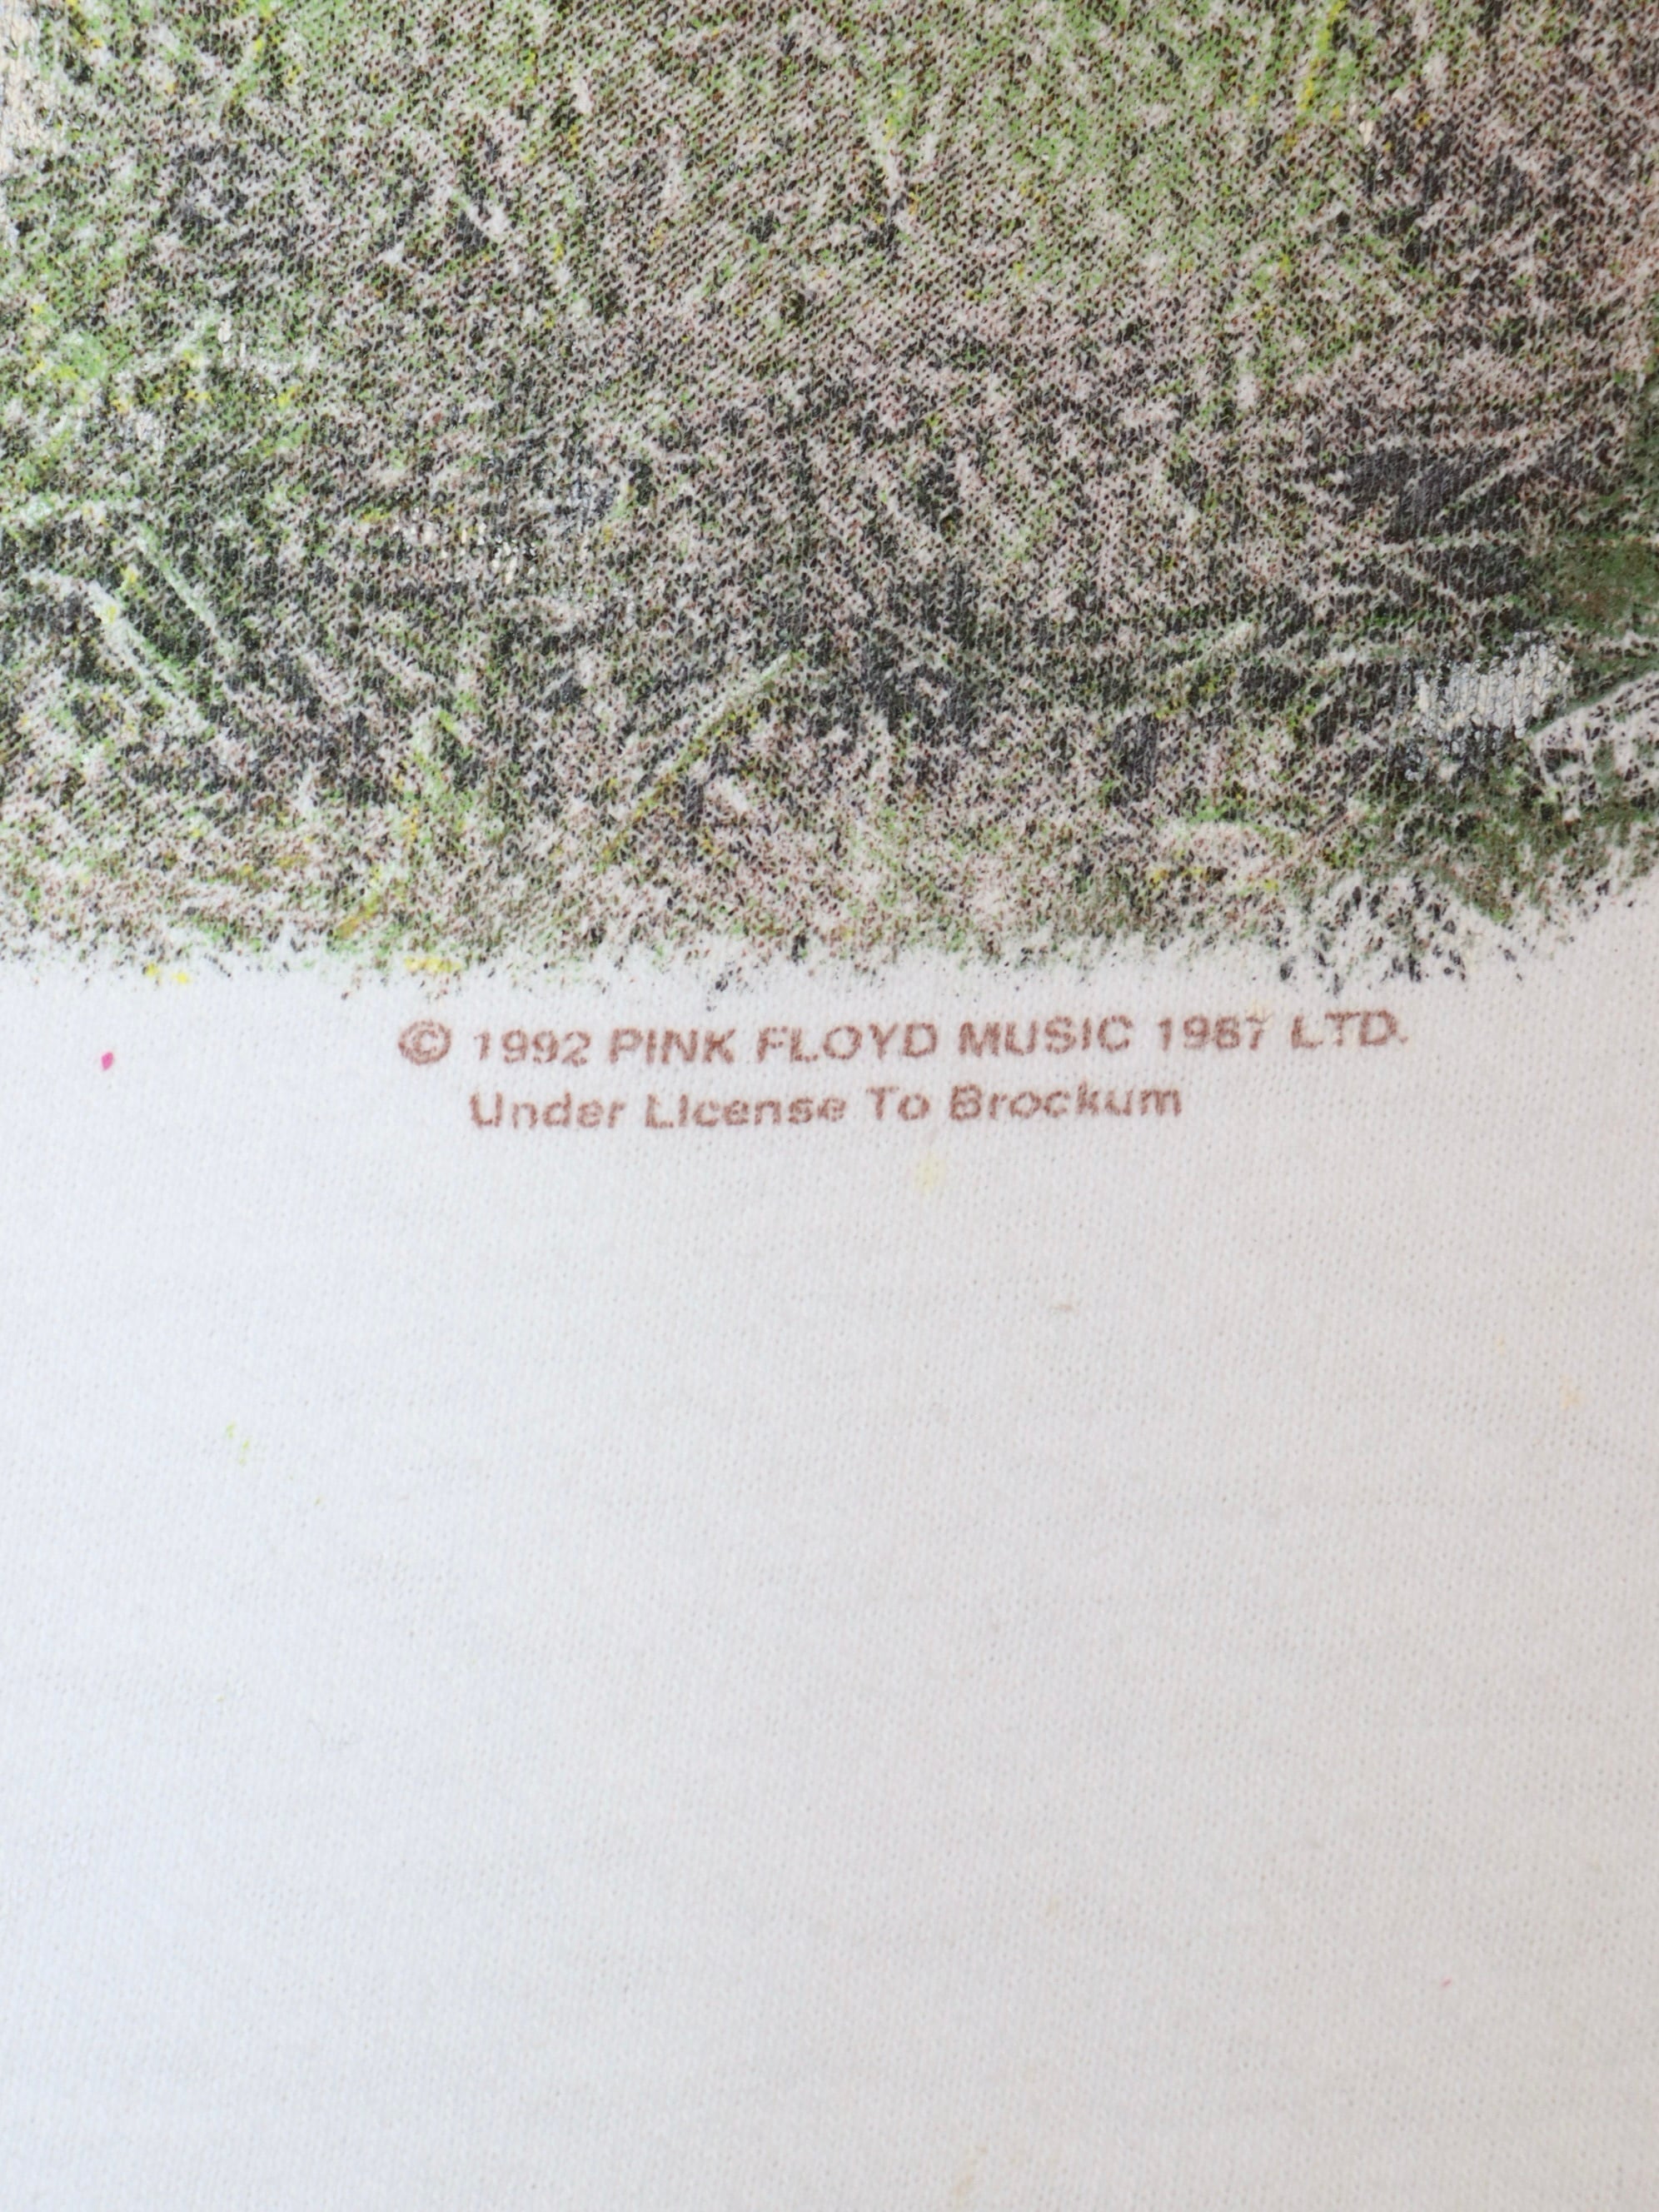 © 1992 PINK FLOYD MUSIC 1987 LTD.
Under License To Brockum